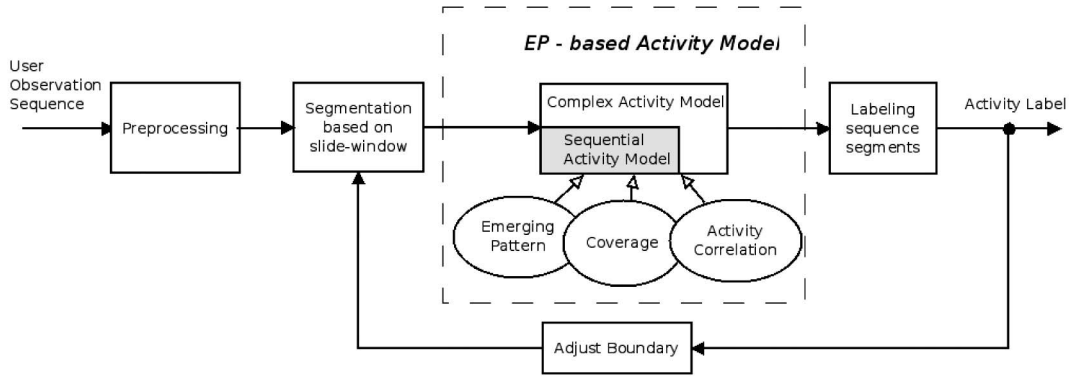 EP - based Activity Model
User
Observation
Sequence
Preprocessing
Segmentation
based on
slide-window
Complex Activity Model
Sequential
Activity Model
Labeling
sequence
segments
Activity Label
Emerging
Pattern
Coverage
Activity
Correlation
Adjust Boundary